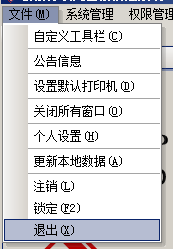 文件(M) 系统管理 权限管理
自定义工具栏(C)
公告信息
设置默认打印机(O)
关闭所有窗口(O)
个人设置(H)
更新本地数据(A)
注销(L)
锁定(F2)
退出(X)